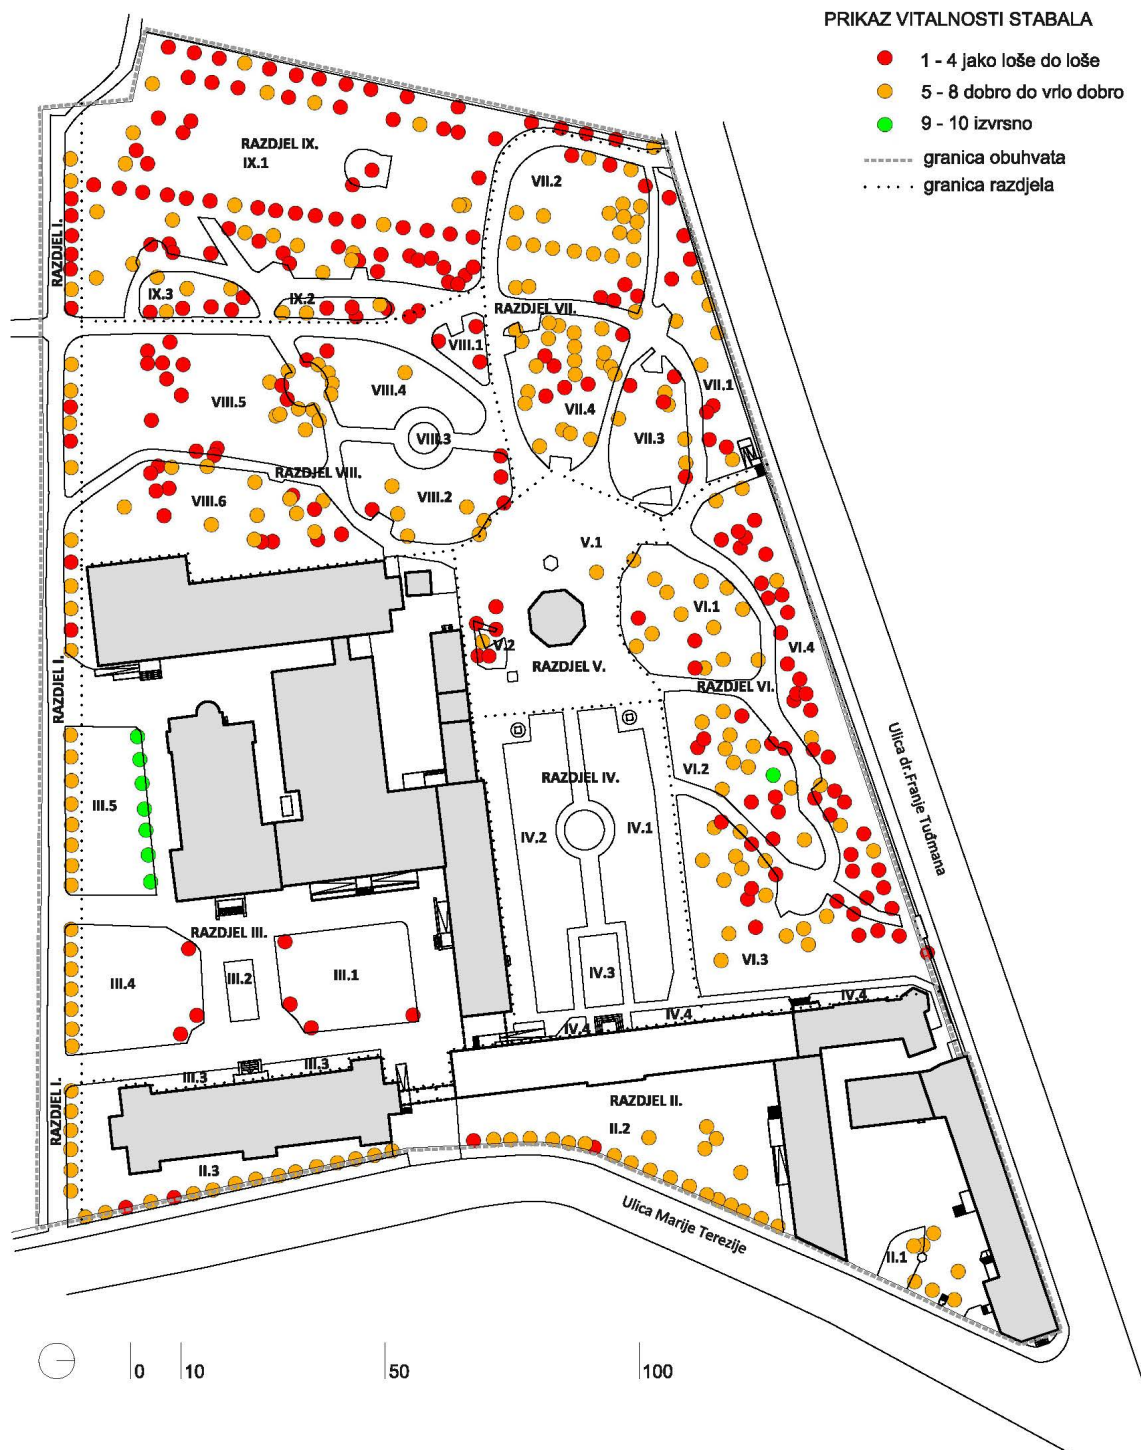 PRIKAZ VITALNOSTI STABALA
1 - 4 jako loše do loše
5 - 8 dobro do vrlo dobro
9 - 10 izvrsno
granica obuhvata
granica razdjela
RAZDJEL IX.
IX.1
VII.2
RAZDJEL I.
IX.3
IX.2
RAZDJEL VII.
VIII.1
VIII.4
VII.1
VIII.5
VII.4
VIII.3
VII.3
RAZDJEL VIII.
VIII.6
VIII.2
V.1
VI.1
V.2
VI.4
RAZDJEL V.
RAZDJEL I.
RAZDJEL VI.
Ulica dr.Franje Tuđmana
VI.2
RAZDJEL IV.
III.5
IV.2
IV.1
RAZDJEL III.
VI.3
III.4
III.2
III.1
IV.3
IV.4
IV.4
IV.4
III.3
III.3
RAZDJEL I.
RAZDJEL II.
II.2
II.3
Ulica Marije Terezije
II.1
0
10
50
100